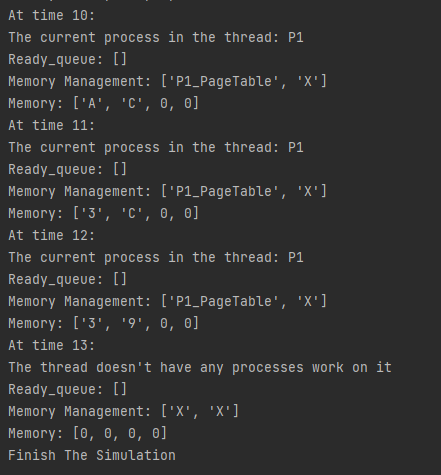 At time 10:
The current process in the thread: P1
Ready_queue: []
Memory Management: ['P1_PageTable', 'X']
Memory: ['A', 'C', 0, 0]
At time 11:
The current process in the thread: P1
Ready_queue: []
Memory Management: ['P1_PageTable', 'X']
Memory: ['3', 'C', 0, 0]
At time 12:
The current process in the thread: P1
Ready_queue: []
Memory Management: ['P1_PageTable', 'X']
Memory: ['3', '9', 0, 0]
At time 13:
The thread doesn't have any processes work on it
Ready_queue: []
Memory Management: ['X', 'X']
Memory: [0, 0, 0, 0]
Finish The Simulation